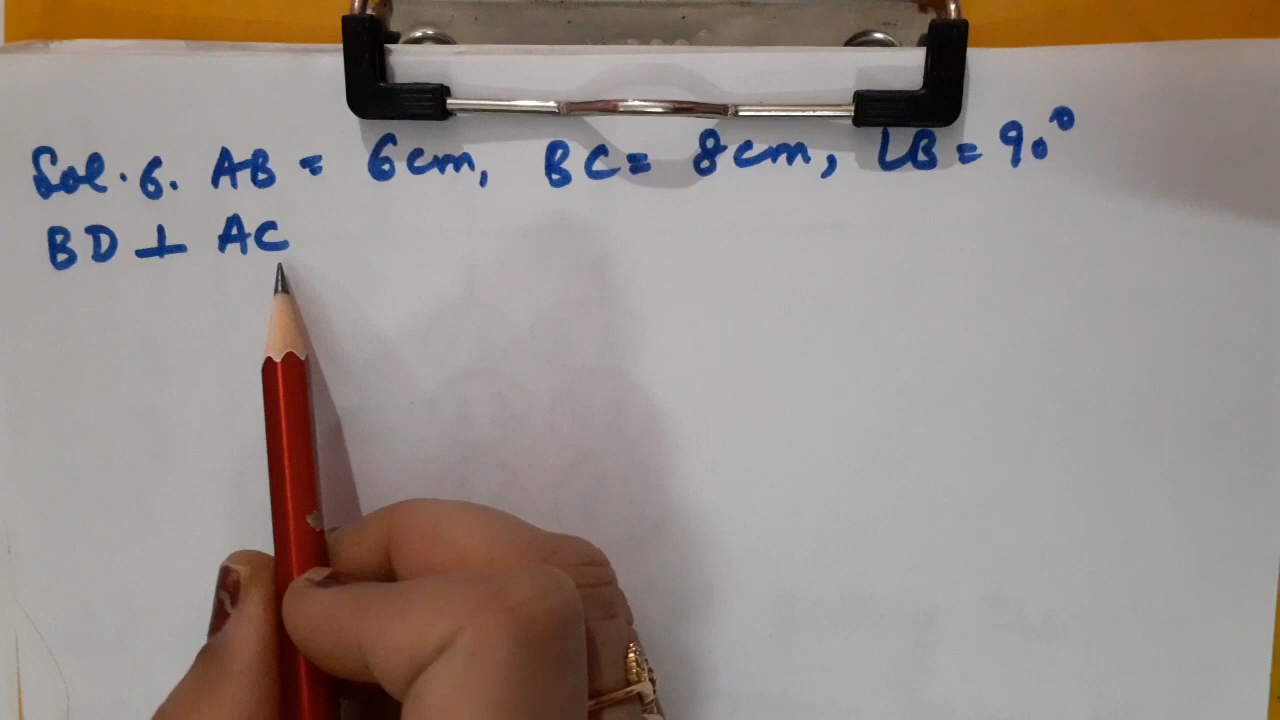 Sol. 6. AB = 6cm, BC = 8cm, ∠B = 90°
BD ⊥ AC